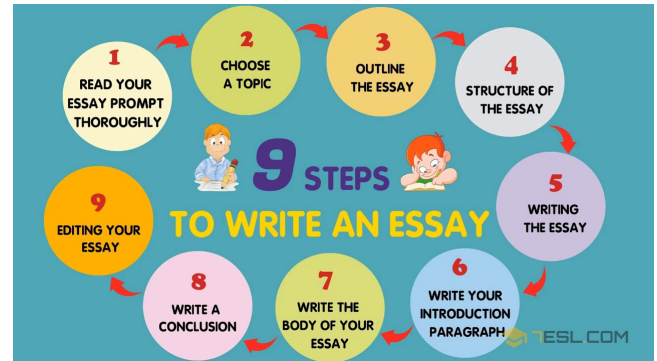 1
READ YOUR
ESSAY PROMPT
THOROUGHLY
2
CHOOSE
A TOPIC
3
OUTLINE
THE ESSAY
4
STRUCTURE OF
THE ESSAY
9 STEPS
TO WRITE AN ESSAY
5
WRITING
THE ESSAY
6
WRITE YOUR
INTRODUCTION
PARAGRAPH
7
WRITE THE
BODY OF YOUR
ESSAY
8
WRITE A
CONCLUSION
9
EDITING YOUR
ESSAY
7ESL.COM